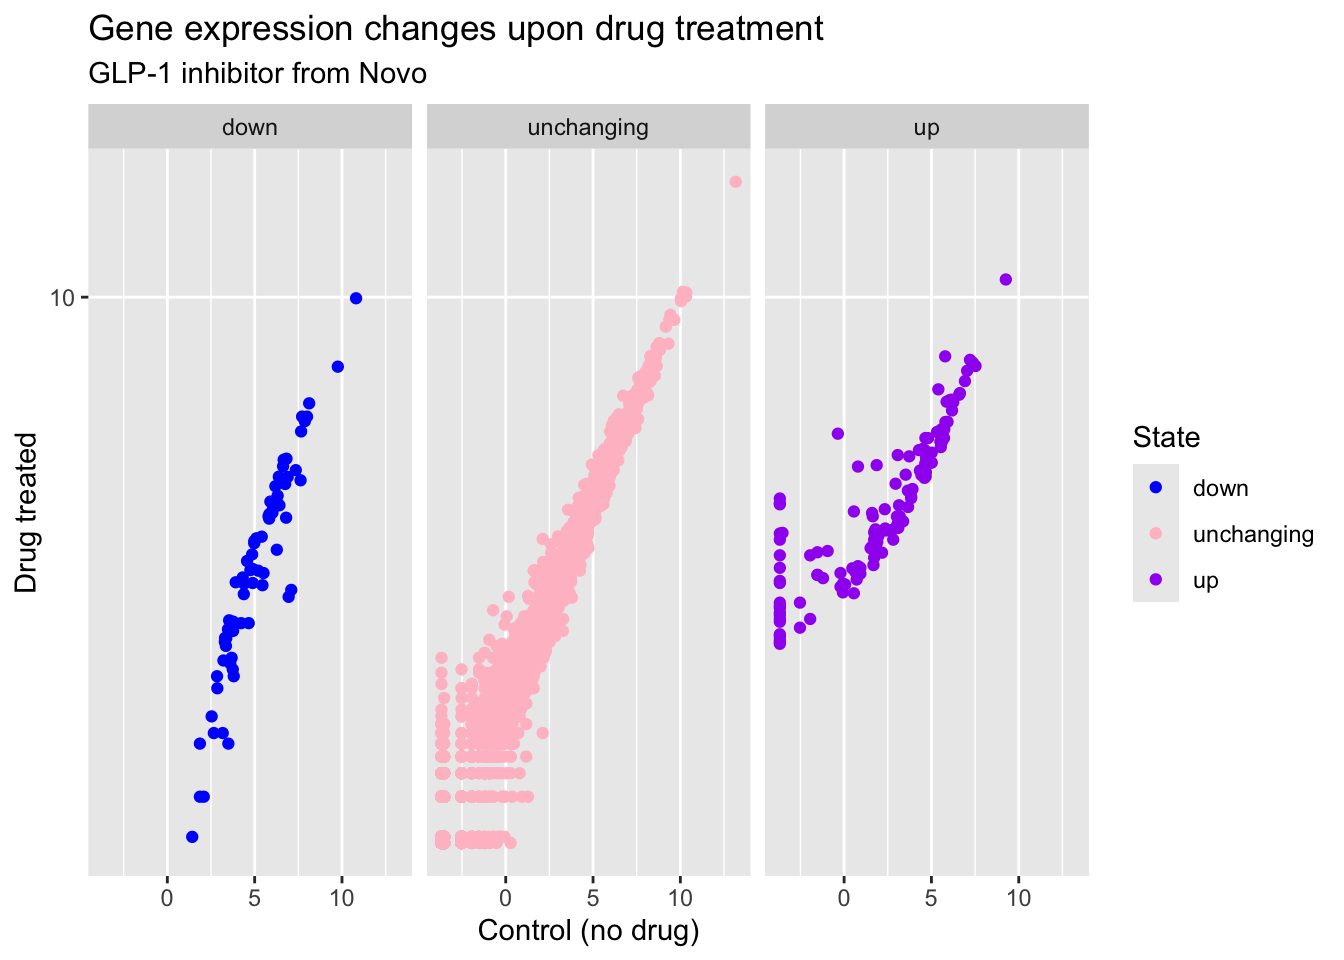 Gene expression changes upon drug treatment
GLP-1 inhibitor from Novo
down
unchanging
up
10
Drug treated
0 5 10
0 5 10
0 5 10
Control (no drug)
State
down
unchanging
up